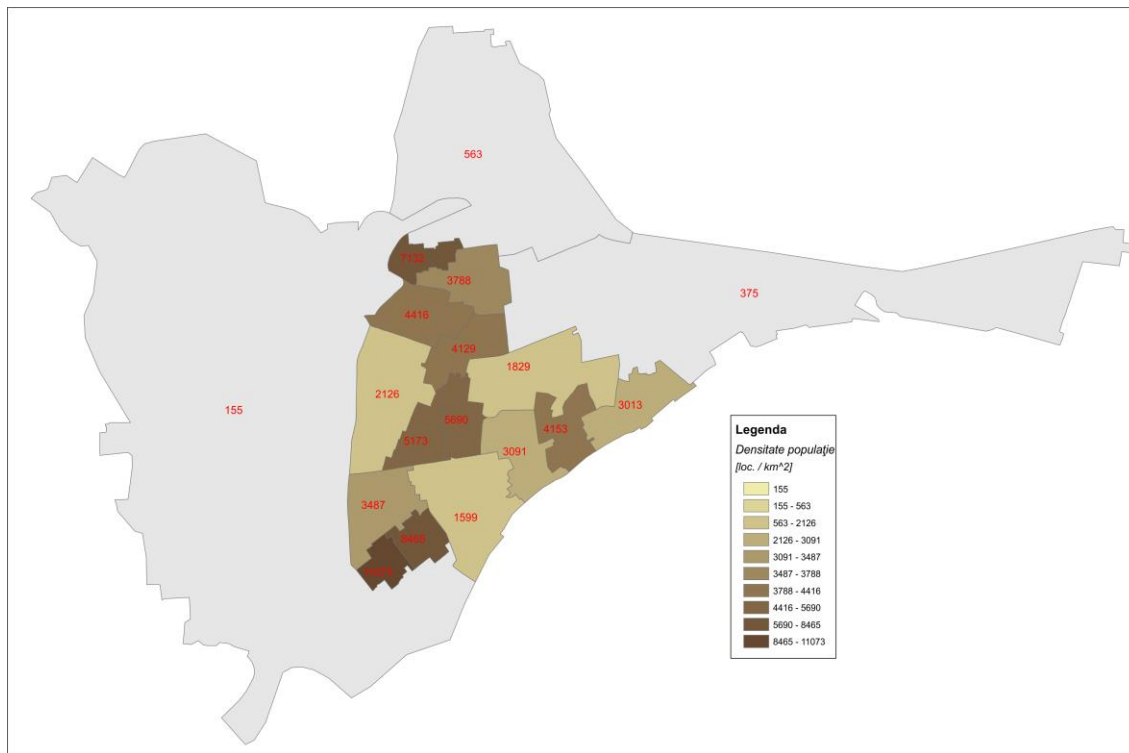 563
7132
3788
375
4416
4129
1829
2126
155
3013
5690
4153
5173
3091
3487
1599
8465
Legenda
Densitate populație
[loc. / km^2]
155
155 - 563
563 - 2126
2126 - 3091
3091 - 3487
3487 - 3788
3788 - 4416
4416 - 5690
5690 - 8465
8465 - 11073